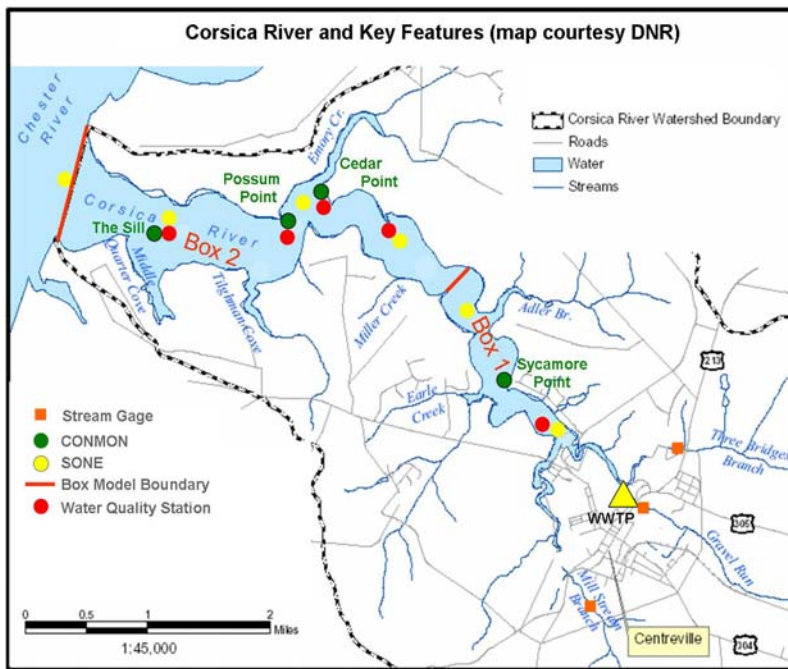 Corsica River and Key Features (map courtesy DNR)
Chester
River
Corsica River Watershed Boundary
Roads
Water
Streams
Emory Cr.
Cedar
Point
Possum
Point
Corsica
River
The Sill
Box 2
Middle
Quarter Cove
Tilghman Cove
Miller Creek
Adler Br.
Box 1
Sycamore
Point
Earle
Creek
213
Three Bridges
Branch
Stream Gage
CONMON
SONE
Box Model Boundary
Water Quality Station
WWTP
305
Gravel Run
Mill Stream
Branch
0 0.5 1 2
Miles
1:45,000
Centreville
304